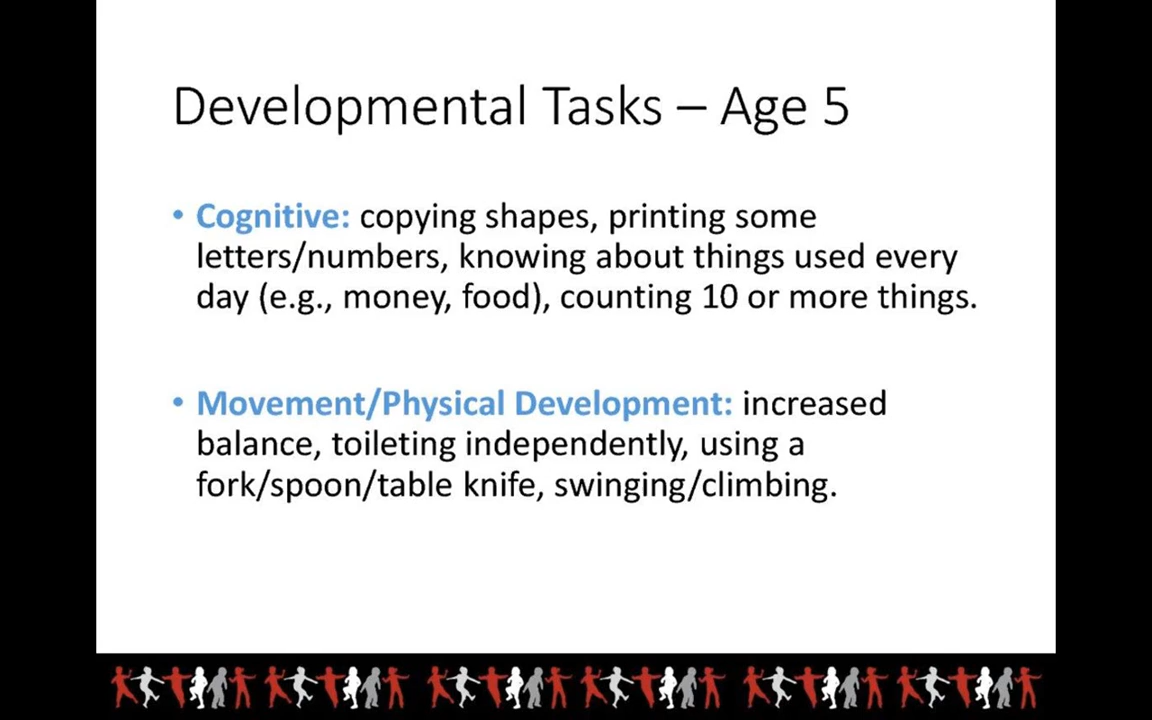 Developmental Tasks – Age 5
• Cognitive: copying shapes, printing some
letters/numbers, knowing about things used every
day (e.g., money, food), counting 10 or more things.
• Movement/Physical Development: increased
balance, toileting independently, using a
fork/spoon/table knife, swinging/climbing.